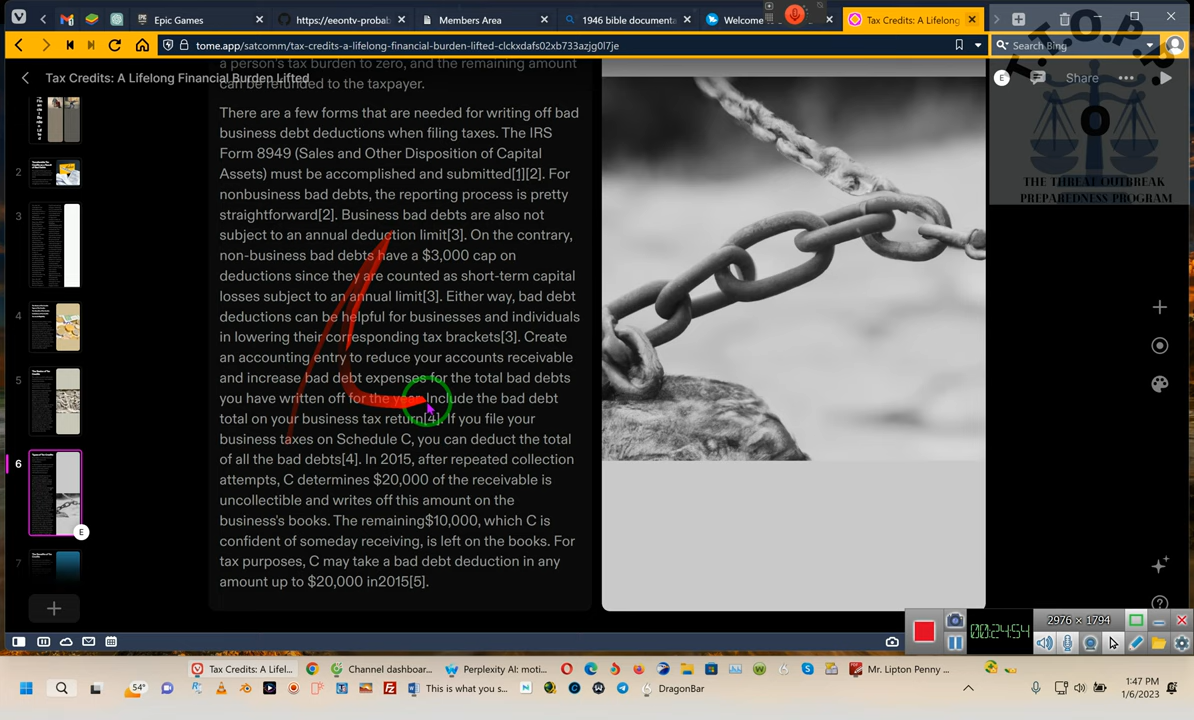 Epic Games
https://eeontv-probab
Members Area
1946 bible documenta
Welcome
Tax Credits: A Lifelong
tome.app/satcomm/tax-credits-a-lifelong-financial-burden-lifted-clckxdafs02xb733azjg0l7je
Search Bing
Tax Credits: A Lifelong Financial Burden Lifted
E
Share
T.T.O.P.P
O
THE THREAT OUTBREAK
PREPAREDNESS PROGRAM
a person's tax burden to zero, and the remaining amount
can be refunded to the taxpayer.
There are a few forms that are needed for writing off bad
business debt deductions when filing taxes. The IRS
Form 8949 (Sales and Other Disposition of Capital
Assets) must be accomplished and submitted[1][2]. For
nonbusiness bad debts, the reporting process is pretty
straightforward[2]. Business bad debts are also not
subject to an annual deduction limit[3]. On the contrary,
non-business bad debts have a $3,000 cap on
deductions since they are counted as short-term capital
losses subject to an annual limit[3]. Either way, bad debt
deductions can be helpful for businesses and individuals
in lowering their corresponding tax brackets[3]. Create
an accounting entry to reduce your accounts receivable
and increase bad debt expenses for the total bad debts
you have written off for the year. Include the bad debt
total on your business tax return[4]. If you file your
business taxes on Schedule C, you can deduct the total
of all the bad debts[4]. In 2015, after repeated collection
attempts, C determines $20,000 of the receivable is
uncollectible and writes off this amount on the
business's books. The remaining$10,000, which C is
confident of someday receiving, is left on the books. For
tax purposes, C may take a bad debt deduction in any
amount up to $20,000 in2015[5].
2
3
4
5
6
E
7
00:24:54
2976 × 1794
Tax Credits: A Lifel...
Channel dashboar...
Perplexity AI: moti...
Mr. Lipton Penny ...
54°
This is what you s...
DragonBar
1:47 PM
1/6/2023